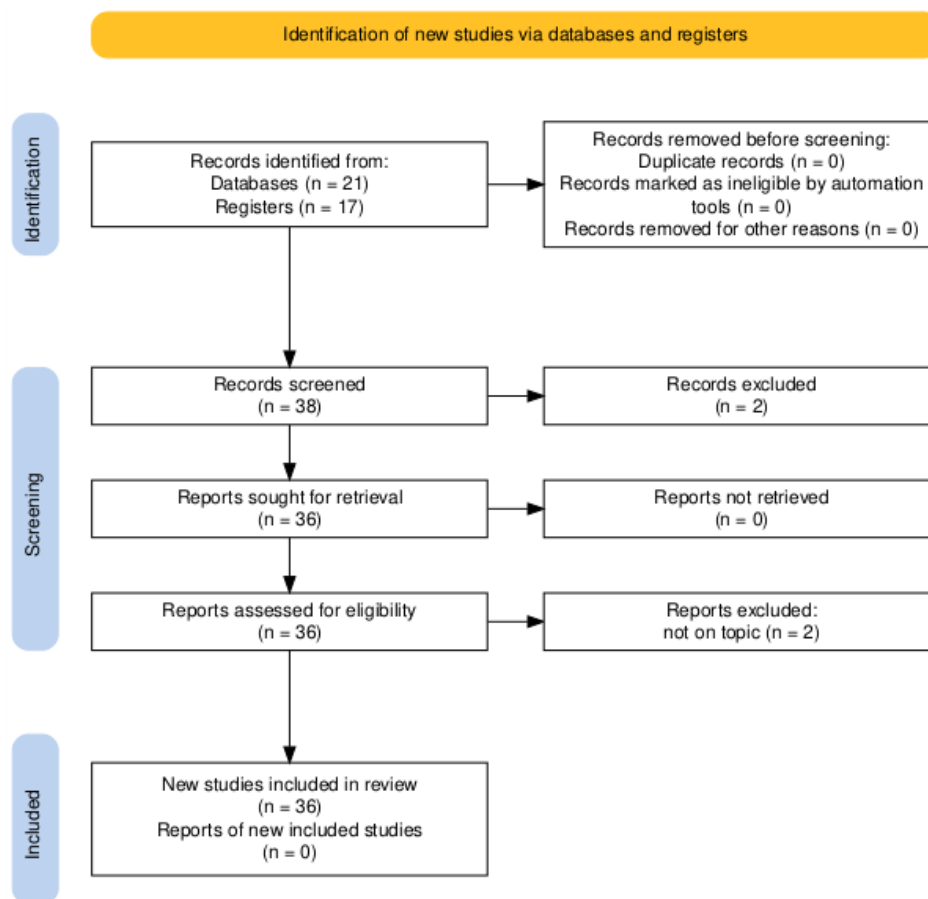 Identification of new studies via databases and registers
Identification
Records identified from:
Databases (n = 21)
Registers (n = 17)
Records removed before screening:
Duplicate records (n = 0)
Records marked as ineligible by automation
tools (n = 0)
Records removed for other reasons (n = 0)
Screening
Records screened
(n = 38)
Records excluded
(n = 2)
Reports sought for retrieval
(n = 36)
Reports not retrieved
(n = 0)
Reports assessed for eligibility
(n = 36)
Reports excluded:
not on topic (n = 2)
Included
New studies included in review
(n = 36)
Reports of new included studies
(n = 0)